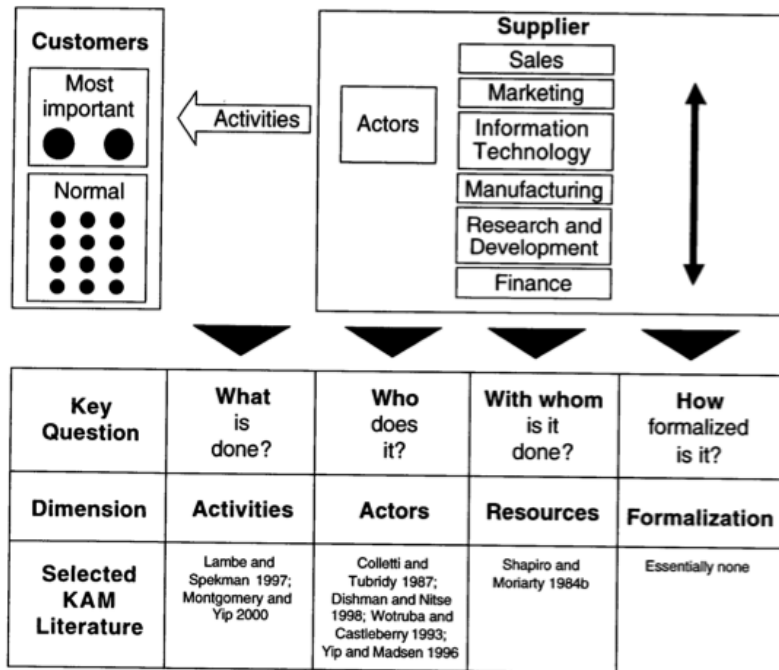 Customers
Most
important
Normal
Activities
Supplier
Actors
Sales
Marketing
Information
Technology
Manufacturing
Research and
Development
Finance
Key
Question
What
is
done?
Who
does
it?
With whom
is it
done?
How
formalized
is it?
Dimension
Activities
Actors
Resources
Formalization
Selected
KAM
Literature
Lambe and
Spekman 1997;
Montgomery and
Yip 2000
Colletti and
Tubridy 1987;
Dishman and Nitse
1998; Wotruba and
Castleberry 1993;
Yip and Madsen 1996
Shapiro and
Moriarty 1984b
Essentially none